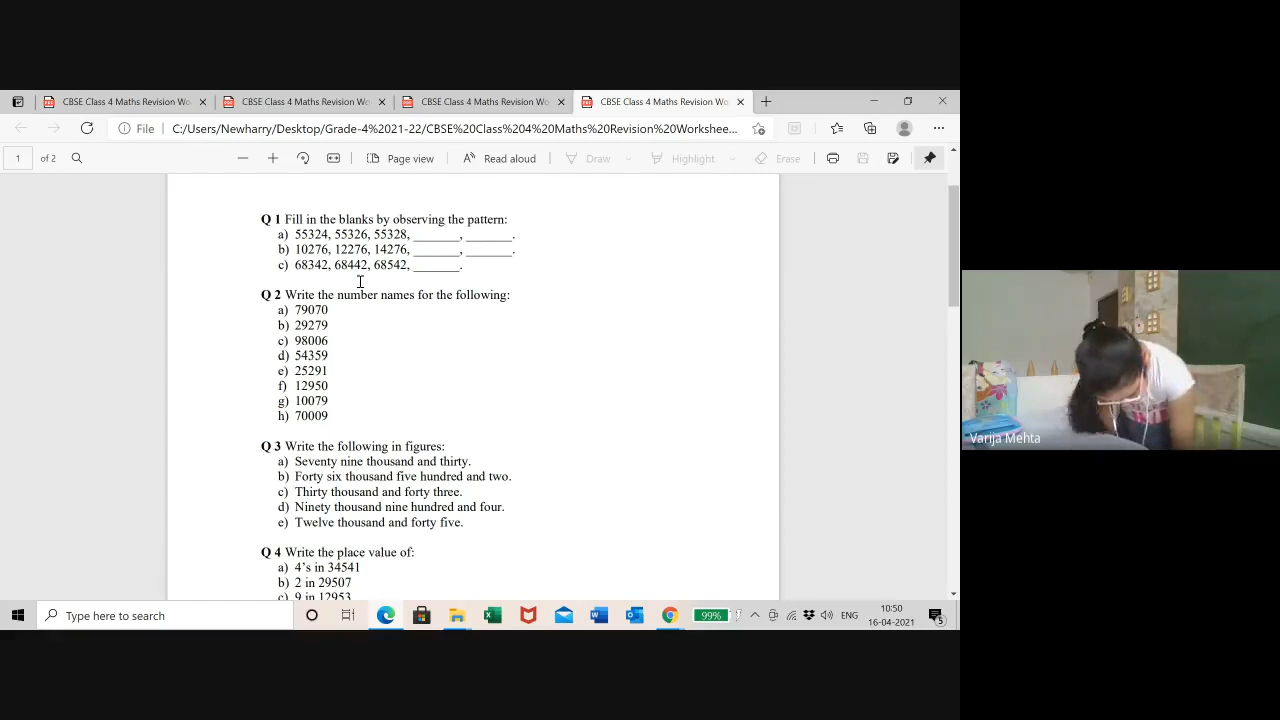 CBSE Class 4 Maths Revision Wo
CBSE Class 4 Maths Revision Wo
CBSE Class 4 Maths Revision Wo
CBSE Class 4 Maths Revision Wo
File C:/Users/Newharry/Desktop/Grade-4%2021-22/CBSE%20Class%204%20Maths%20Revision%20Workshee...
1 of 2 Page view Read aloud Draw Highlight Erase
Q 1 Fill in the blanks by observing the pattern:
a) 55324, 55326, 55328, _______, _______.
b) 10276, 12276, 14276, _______, _______.
c) 68342, 68442, 68542, _______.
Q 2 Write the number names for the following:
a) 79070
b) 29279
c) 98006
d) 54359
e) 25291
f) 12950
g) 10079
h) 70009
Q 3 Write the following in figures:
a) Seventy nine thousand and thirty.
b) Forty six thousand five hundred and two.
c) Thirty thousand and forty three.
d) Ninety thousand nine hundred and four.
e) Twelve thousand and forty five.
Q 4 Write the place value of:
a) 4's in 34541
b) 2 in 29507
c) 9 in 12953
Type here to search
99%
ENG
10:50
16-04-2021
5
Varija Mehta